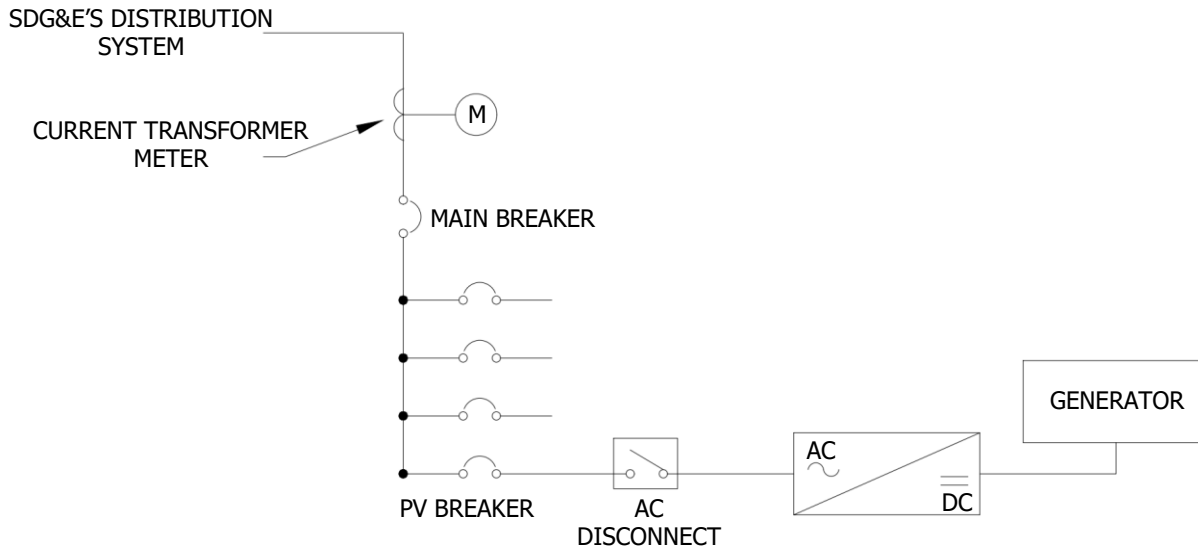 SDG&E'S DISTRIBUTION
SYSTEM
CURRENT TRANSFORMER
METER
M
MAIN BREAKER
GENERATOR
AC
DC
PV BREAKER
AC
DISCONNECT